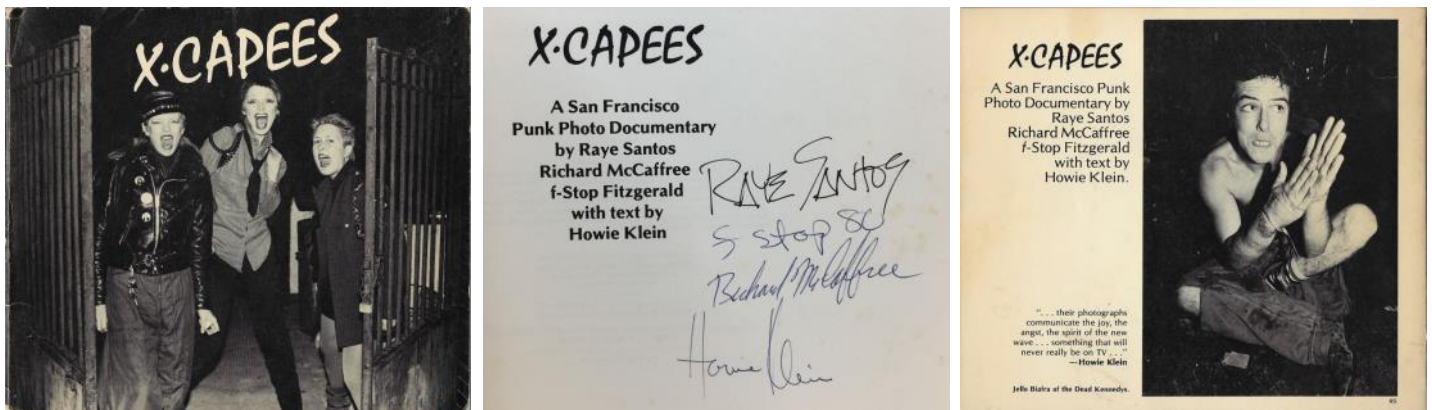 X·CAPEES
X·CAPEES
A San Francisco
Punk Photo Documentary
by Raye Santos
Richard McCaffree
f-Stop Fitzgerald
with text by
Howie Klein
RAYE SANTOS
f stop 80
Richard McCaffree
Howie Klein
X·CAPEES
A San Francisco Punk
Photo Documentary by
Raye Santos
Richard McCaffree
f-Stop Fitzgerald
with text by
Howie Klein.
". . . their photographs
communicate the joy, the
angst, the spirit of the new
wave . . . something that will
never really be on TV . . ."
—Howie Klein
Jello Biafra of the Dead Kennedys.
95